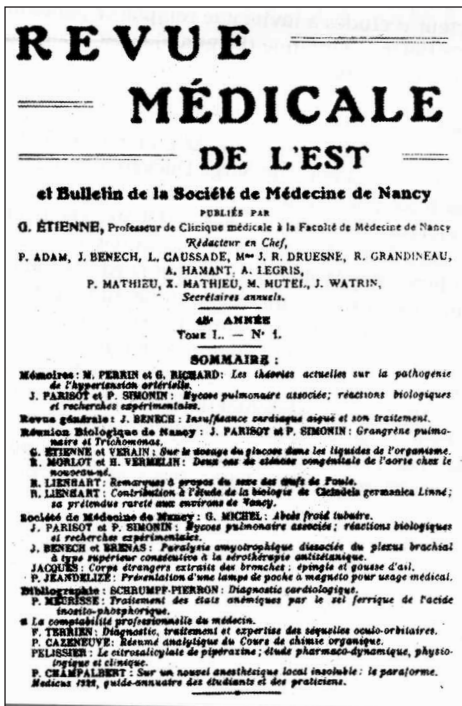 REVUE
MÉDICALE
DE L'EST
et Bulletin de la Société de Médecine de Nancy
PUBLIÉS PAR
G. ÉTIENNE, Professeur de Clinique médicale à la Faculté de Médecine de Nancy
Rédacteur en Chef,
P. ADAM, J. BENECH, L. CAUSSADE, Mme J. R. DRUESNE, R. GRANDINEAU,
A. HAMANT, A. LEGRIS,
P. MATHIEU, X. MATHIEU, M. MUTEL, J. WATRIN,
Secrétaires annuels.
48e ANNÉE
TOME L. — N° 1.
SOMMAIRE :
Mémoires : M. PERRIN et G. RICHARD : Les théories actuelles sur la pathogénie
de l'hypertension artérielle.
J. PARISOT et P. SIMONIN : Mycose pulmonaire associée; réactions biologiques
et recherches expérimentales.
Revue générale : J. BENECH : Insuffisance cardiaque aiguë et son traitement.
Réunion Biologique de Nancy : J. PARISOT et P. SIMONIN : Grangrène pulmo-
naire et Trichomonas.
G. ÉTIENNE et VERAIN : Sur le dosage du glucose dans les liquides de l'organisme.
R. MORLOT et H. VERMELIN : Deux cas de sténose congénitale de l'aorte chez le
nouveau-né.
R. LIENHART : Remarques à propos du sexe des œufs de Poule.
R. LIENHART : Contribution à l'étude de la biologie de Cicindela germanica Linné;
sa prétendue rareté aux environs de Nancy.
Société de Médecine de Nancy : G. MICHEL : Abcès froid tubaire.
J. PARISOT et P. SIMONIN : Mycose pulmonaire associée; réactions biologiques
et recherches expérimentales.
J. BENECH et BRENAS : Paralysie amyotrophique dissociée du plexus brachial
à type supérieur consécutive à la sérothérapie antitétanique.
JACQUES : Corps étrangers extraits des bronches : épingle et gousse d'ail.
P. JEANDELIZE : Présentation d'une lampe de poche à magnéto pour usage médical.
Bibliographie : SCHRUMPF-PIERRON : Diagnostic cardiologique.
P. MEURISSE : Traitement des états anémiques par le sel ferrique de l'acide
inosito-phosphorique.
La comptabilité professionnelle du médecin.
F. TERRIEN : Diagnostic, traitement et expertise des séquelles oculo-orbitaires.
P. CAZENEUVE : Résumé analytique du Cours de chimie organique.
PELISSIER : Le citrosalicylate de pipérazine; étude pharmaco-dynamique, physio-
logique et clinique.
P. CHAMPALBERT : Sur un nouvel anesthésique local insoluble : le paraforme.
Medicus 1922, guide-annuaire des étudiants et des praticiens.